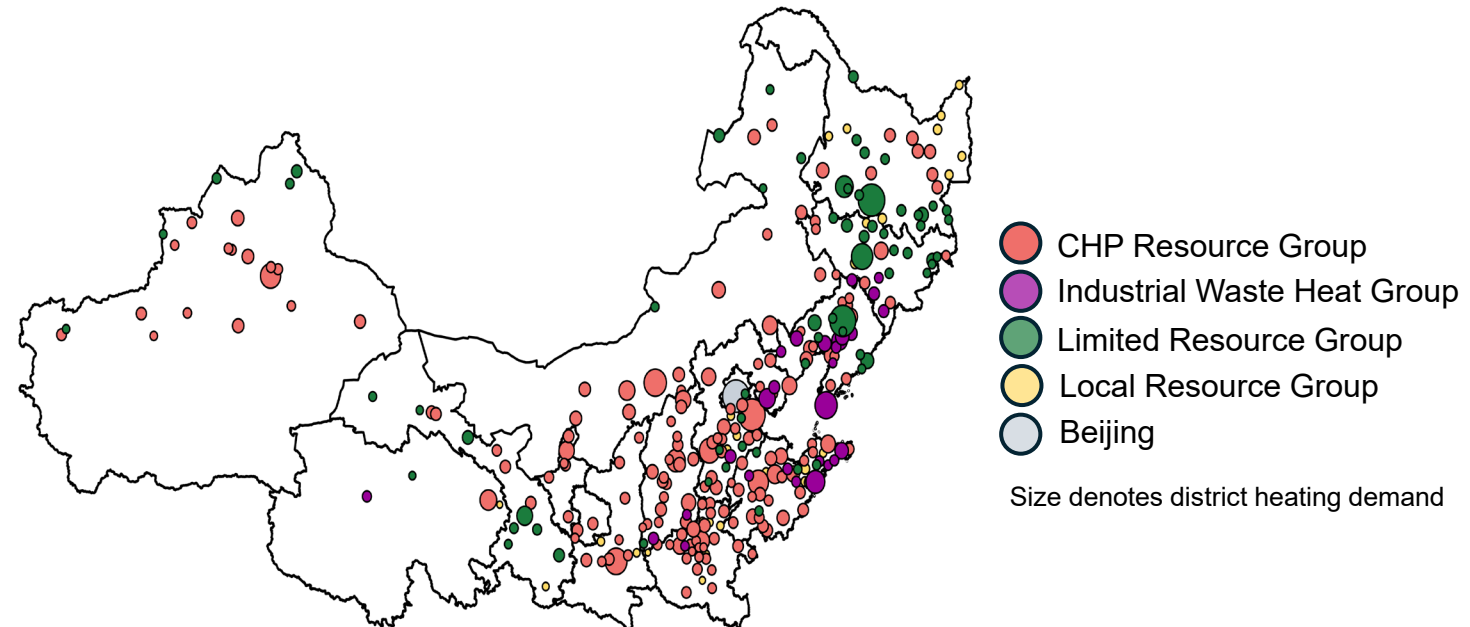 CHP Resource Group
Industrial Waste Heat Group
Limited Resource Group
Local Resource Group
Beijing
Size denotes district heating demand